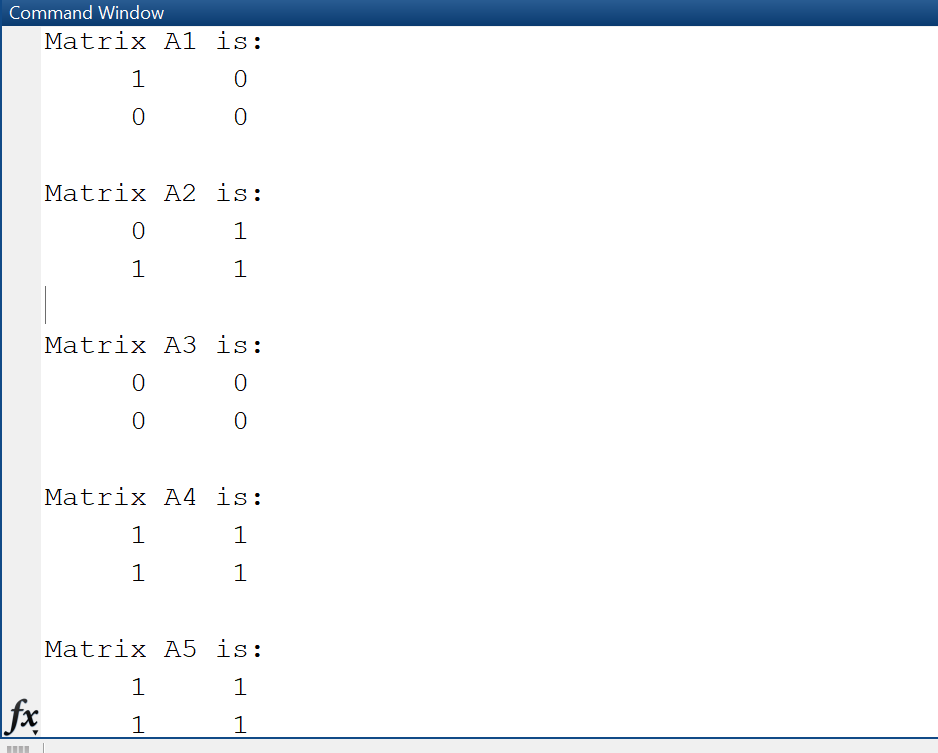 Command Window
Matrix A1 is:
1 0
0 0
Matrix A2 is:
0 1
1 1
Matrix A3 is:
0 0
0 0
Matrix A4 is:
1 1
1 1
Matrix A5 is:
1 1
1 1
fx